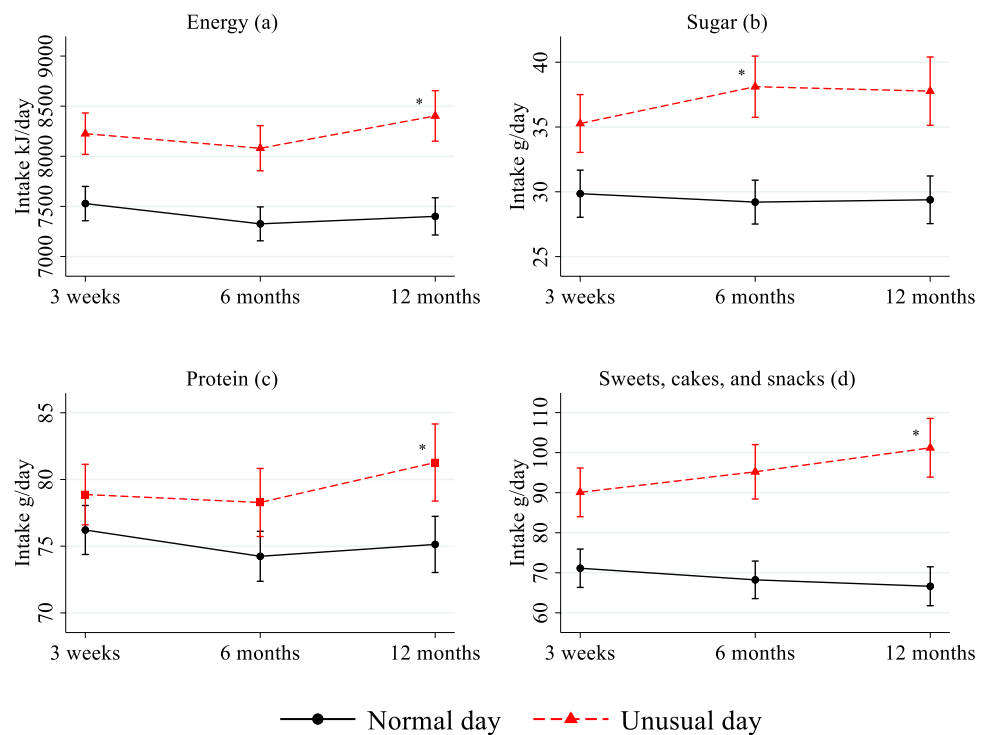 Energy (a)
Intake kJ/day
9000
8500
8000
7500
7000
*
3 weeks 6 months 12 months
Sugar (b)
Intake g/day
40
35
30
25
*
3 weeks 6 months 12 months
Protein (c)
Intake g/day
85
80
75
70
*
3 weeks 6 months 12 months
Sweets, cakes, and snacks (d)
Intake g/day
110
100
90
80
70
60
*
3 weeks 6 months 12 months
Normal day Unusual day